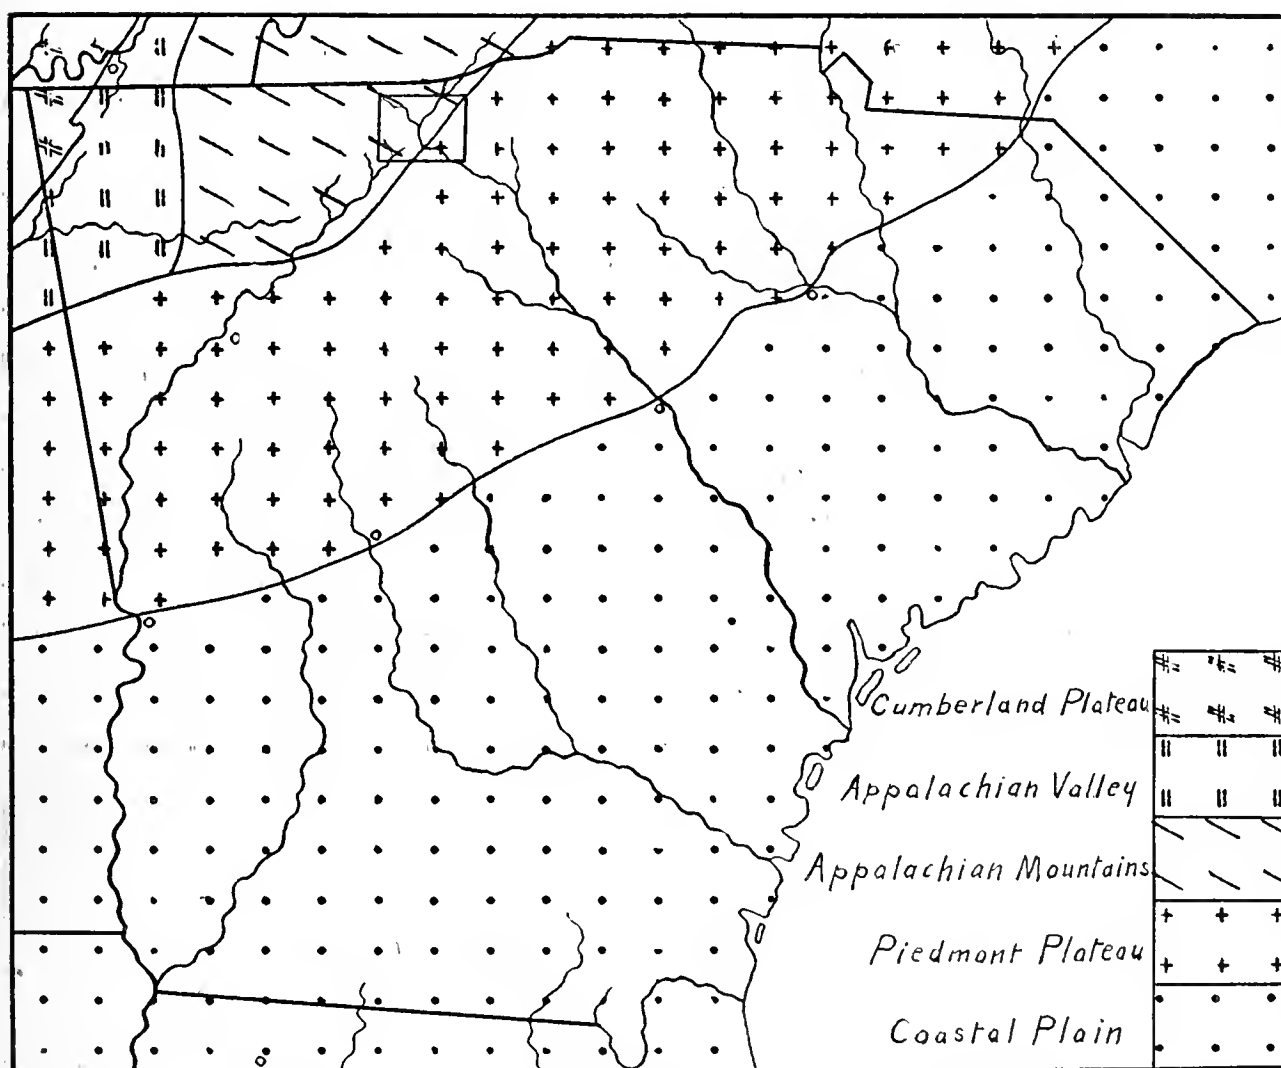 Cumberland Plateau
Appalachian Valley
Appalachian Mountains
Piedmont Plateau
Coastal Plain